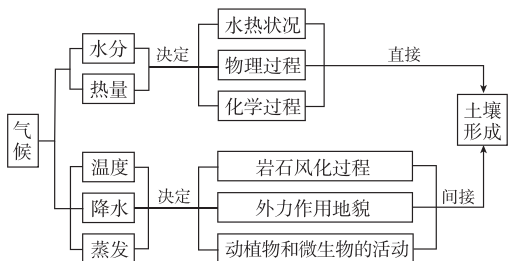 气
候
水分
热量
决定
水热状况
物理过程
化学过程
直接
土壤
形成
温度
降水
蒸发
决定
岩石风化过程
外力作用地貌
动植物和微生物的活动
间接